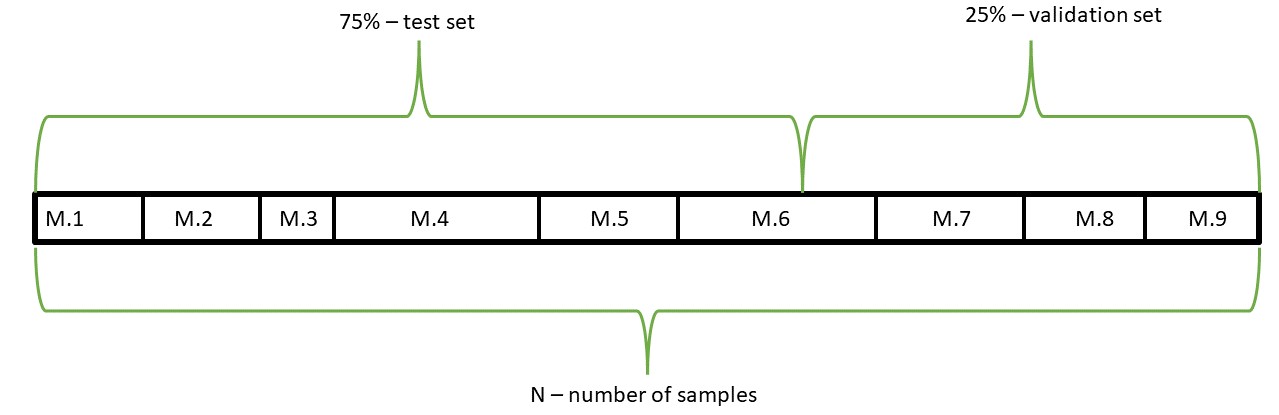 75% – test set
25% – validation set
M.1 M.2 M.3 M.4 M.5 M.6 M.7 M.8 M.9
N – number of samples